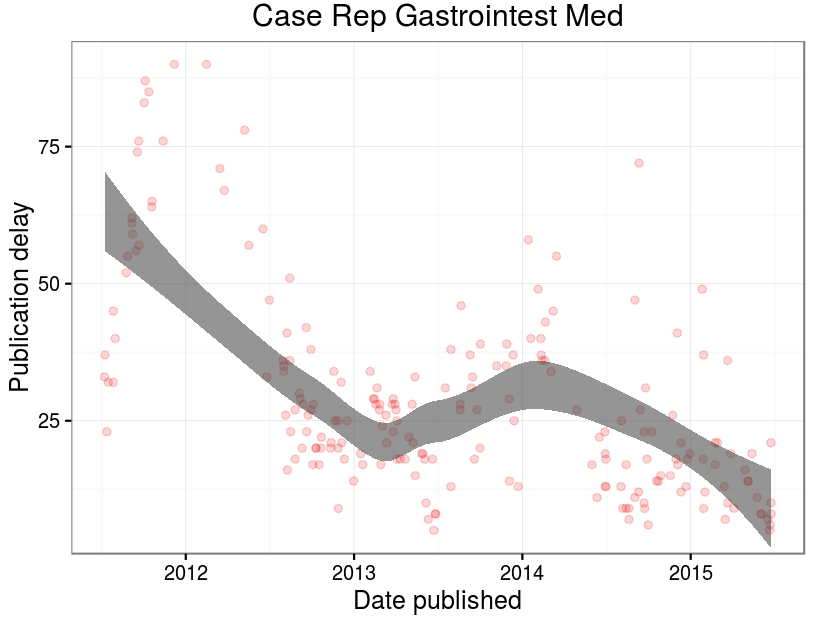 Case Rep Gastrointest Med
Publication delay
75
50
25
2012 2013 2014 2015
Date published